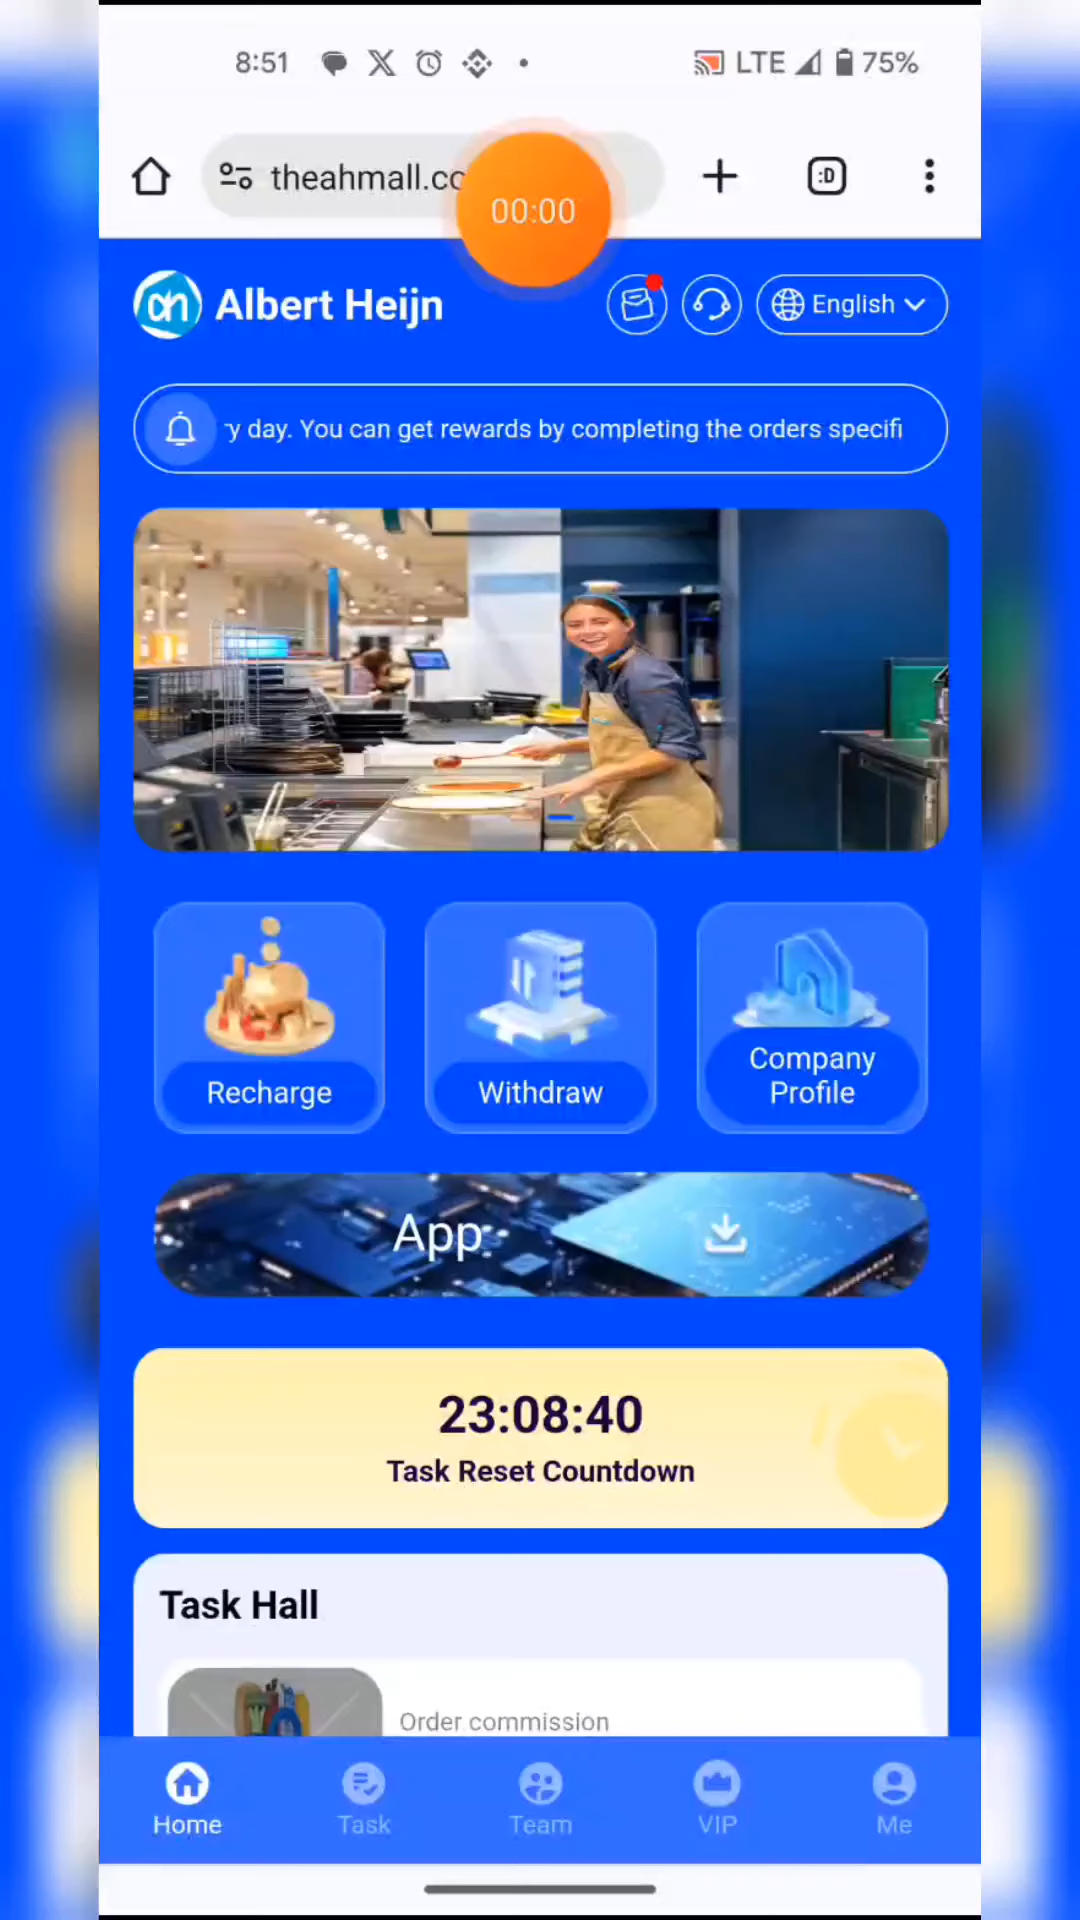 8:51
LTE 75%
theahmall.co
:D
00:00
Albert Heijn
English
y day. You can get rewards by completing the orders specifi
Recharge
Withdraw
Company
Profile
App
23:08:40
Task Reset Countdown
Task Hall
Order commission
Home
Task
Team
VIP
Me